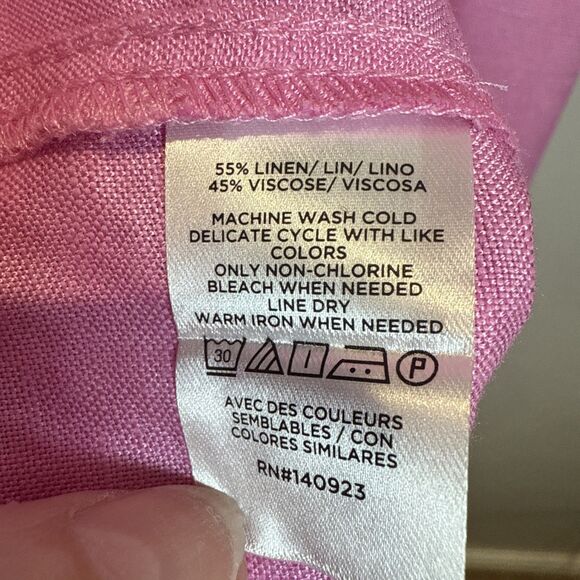 55% LINEN/ LIN/ LINO
45% VISCOSE/ VISCOSA
MACHINE WASH COLD
DELICATE CYCLE WITH LIKE
COLORS
ONLY NON-CHLORINE
BLEACH WHEN NEEDED
LINE DRY
WARM IRON WHEN NEEDED
30 P
AVEC DES COULEURS
SEMBLABLES / CON
COLORES SIMILARES
RN#140923